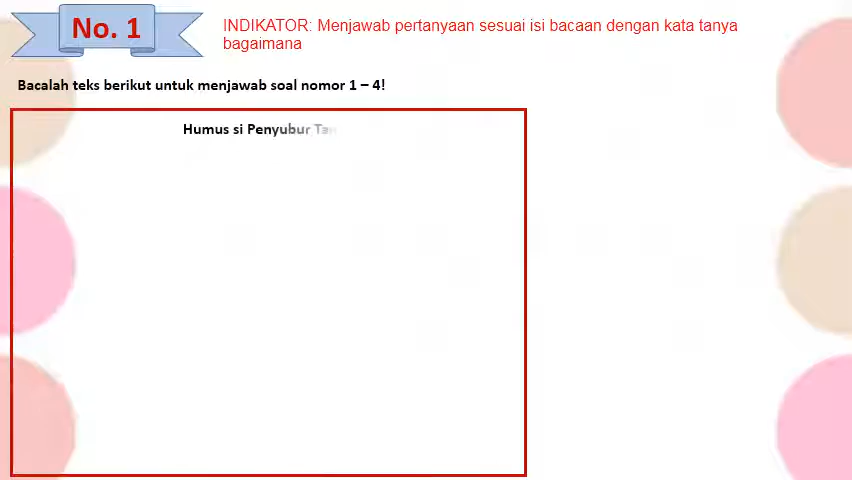 No. 1
INDIKATOR: Menjawab pertanyaan sesuai isi bacaan dengan kata tanya
bagaimana
Bacalah teks berikut untuk menjawab soal nomor 1 – 4!
Humus si Penyubur